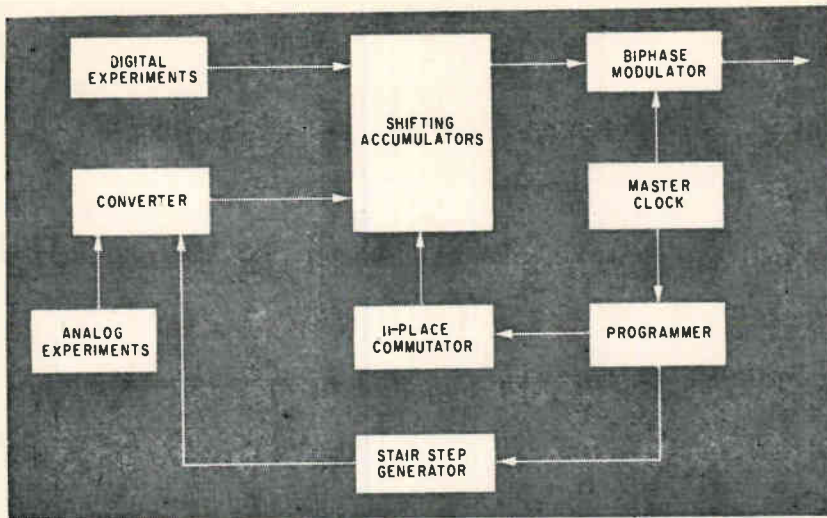 DIGITAL
EXPERIMENTS
SHIFTING
ACCUMULATORS
BIPHASE
MODULATOR
CONVERTER
MASTER
CLOCK
ANALOG
EXPERIMENTS
11-PLACE
COMMUTATOR
PROGRAMMER
STAIR STEP
GENERATOR